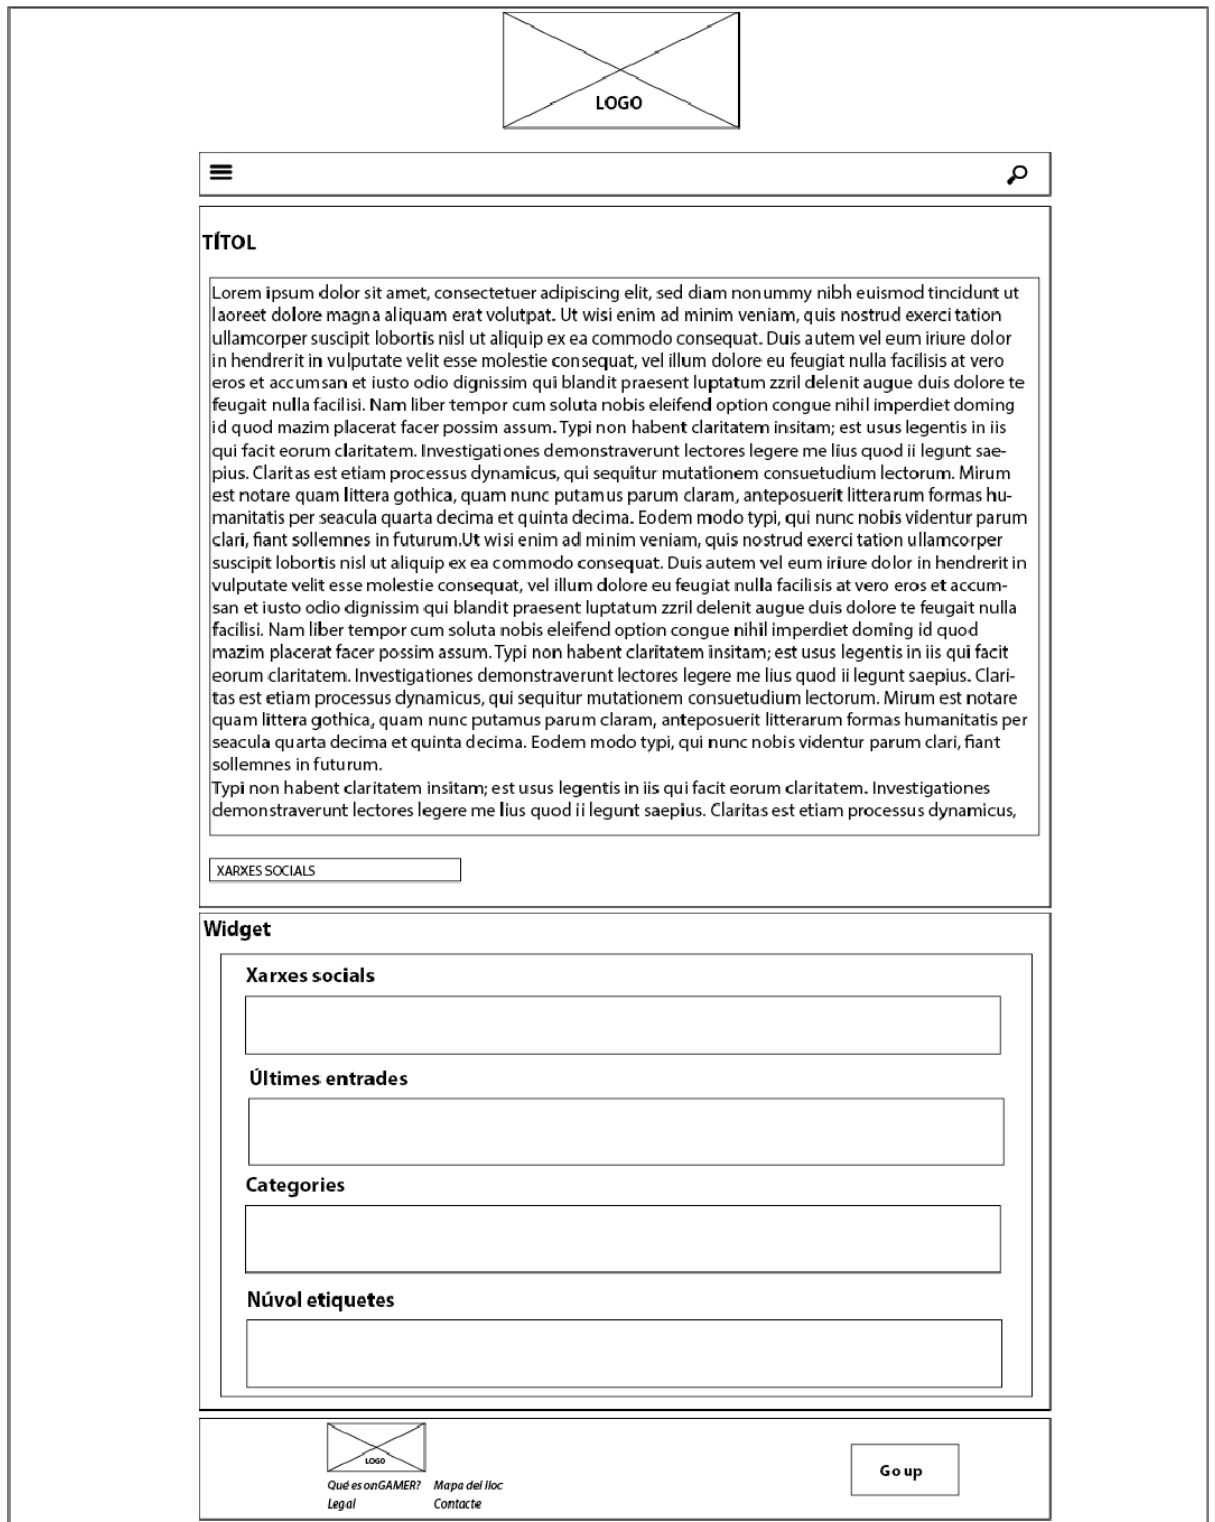 LOGO
TÍTOL
Lorem ipsum dolor sit amet, consectetuer adipiscing elit, sed diam nonummy nibh euismod tincidunt ut
laoreet dolore magna aliquam erat volutpat. Ut wisi enim ad minim veniam, quis nostrud exerci tation
ullamcorper suscipit lobortis nisl ut aliquip ex ea commodo consequat. Duis autem vel eum iriure dolor
in hendrerit in vulputate velit esse molestie consequat, vel illum dolore eu feugiat nulla facilisis at vero
eros et accumsan et iusto odio dignissim qui blandit praesent luptatum zzril delenit augue duis dolore te
feugait nulla facilisi. Nam liber tempor cum soluta nobis eleifend option congue nihil imperdiet doming
id quod mazim placerat facer possim assum. Typi non habent claritatem insitam; est usus legentis in iis
qui facit eorum claritatem. Investigationes demonstraverunt lectores legere me lius quod ii legunt sae-
pius. Claritas est etiam processus dynamicus, qui sequitur mutationem consuetudium lectorum. Mirum
est notare quam littera gothica, quam nunc putamus parum claram, anteposuerit litterarum formas hu-
manitatis per seacula quarta decima et quinta decima. Eodem modo typi, qui nunc nobis videntur parum
clari, fiant sollemnes in futurum.Ut wisi enim ad minim veniam, quis nostrud exerci tation ullamcorper
suscipit lobortis nisl ut aliquip ex ea commodo consequat. Duis autem vel eum iriure dolor in hendrerit in
vulputate velit esse molestie consequat, vel illum dolore eu feugiat nulla facilisis at vero eros et accum-
san et iusto odio dignissim qui blandit praesent luptatum zzril delenit augue duis dolore te feugait nulla
facilisi. Nam liber tempor cum soluta nobis eleifend option congue nihil imperdiet doming id quod
mazim placerat facer possim assum. Typi non habent claritatem insitam; est usus legentis in iis qui facit
eorum claritatem. Investigationes demonstraverunt lectores legere me lius quod ii legunt saepius. Clari-
tas est etiam processus dynamicus, qui sequitur mutationem consuetudium lectorum. Mirum est notare
quam littera gothica, quam nunc putamus parum claram, anteposuerit litterarum formas humanitatis per
seacula quarta decima et quinta decima. Eodem modo typi, qui nunc nobis videntur parum clari, fiant
sollemnes in futurum.
Typi non habent claritatem insitam; est usus legentis in iis qui facit eorum claritatem. Investigationes
demonstraverunt lectores legere me lius quod ii legunt saepius. Claritas est etiam processus dynamicus,
XARXES SOCIALS
Widget
Xarxes socials
Últimes entrades
Categories
Núvol etiquetes
LOGO
Qué es onGAMER? Mapa del lloc
Legal Contacte
Go up